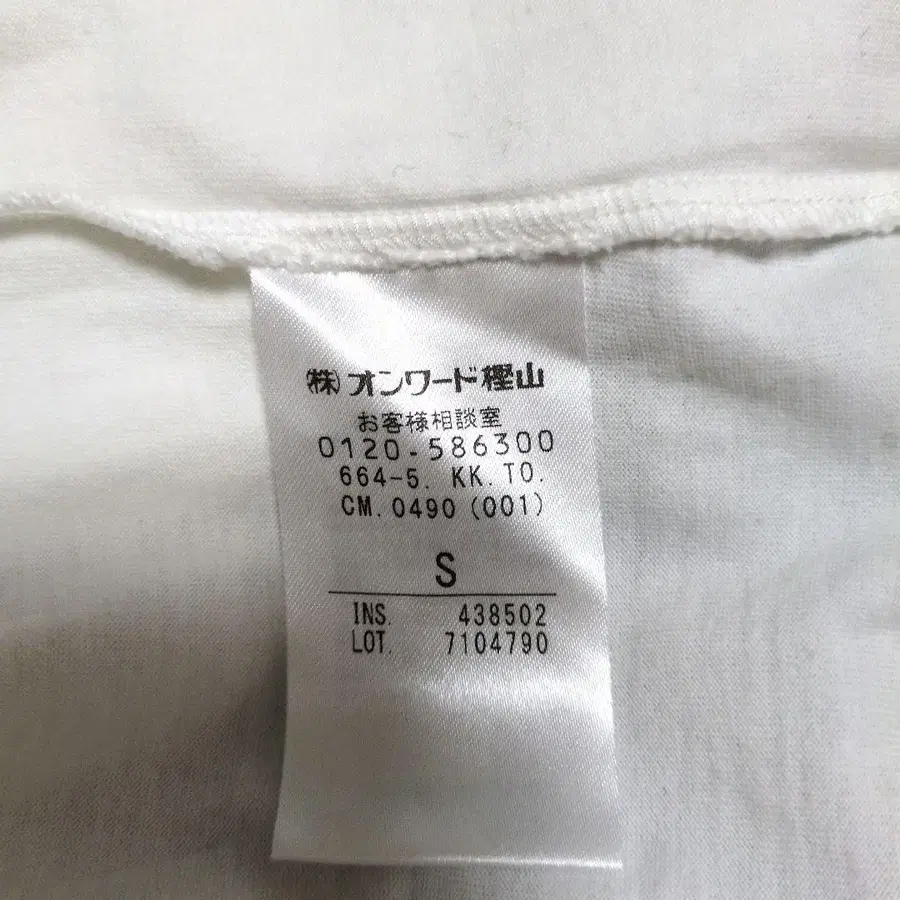 (株)オンワード樫山
お客様相談室
0120-586300
664-5. KK.TO.
CM.0490(001)
S
INS. 438502
LOT. 7104790